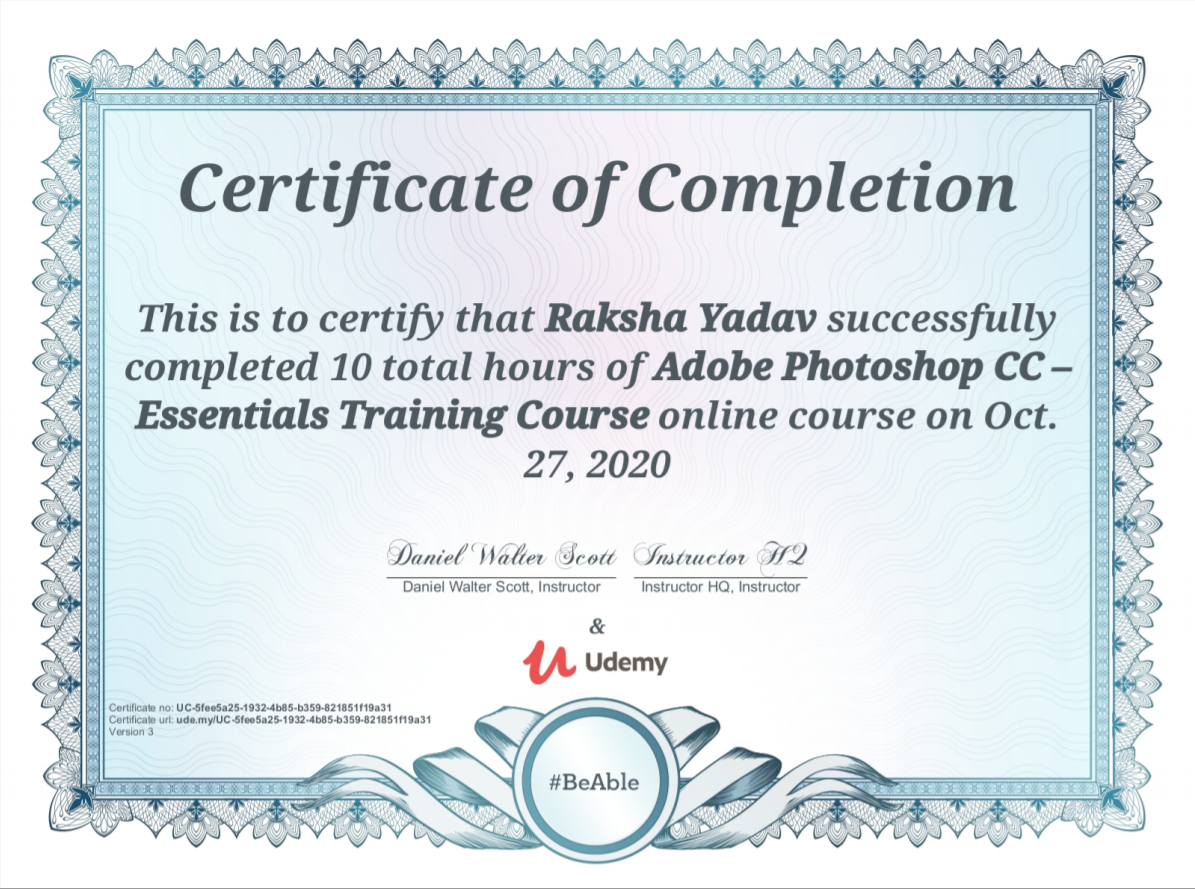 Certificate of Completion
This is to certify that Raksha Yadav successfully
completed 10 total hours of Adobe Photoshop CC –
Essentials Training Course online course on Oct.
27, 2020
Daniel Walter Scott Instructor HQ
Daniel Walter Scott, Instructor Instructor HQ, Instructor
&
Udemy
Certificate no: UC-5fee5a25-1932-4b85-b359-821851f19a31
Certificate url: ude.my/UC-5fee5a25-1932-4b85-b359-821851f19a31
Version 3
#BeAble